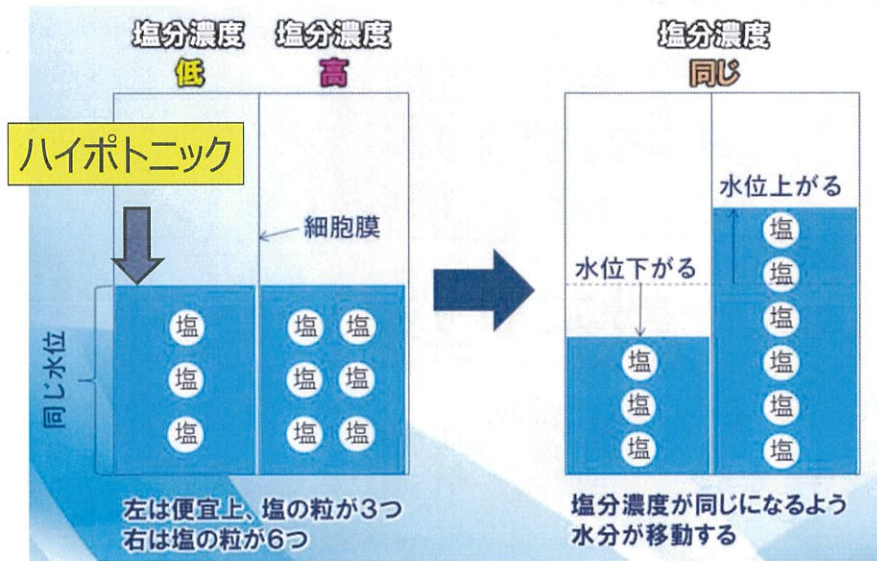 塩分濃度
低
塩分濃度
高
塩分濃度
同じ
ハイポトニック
細胞膜
同じ水位
塩
塩
塩
塩 塩
塩 塩
塩 塩
水位下がる
水位上がる
塩
塩
塩
塩
塩
塩
塩
塩
塩
左は便宜上、塩の粒が3つ
右は塩の粒が6つ
塩分濃度が同じになるよう
水分が移動する